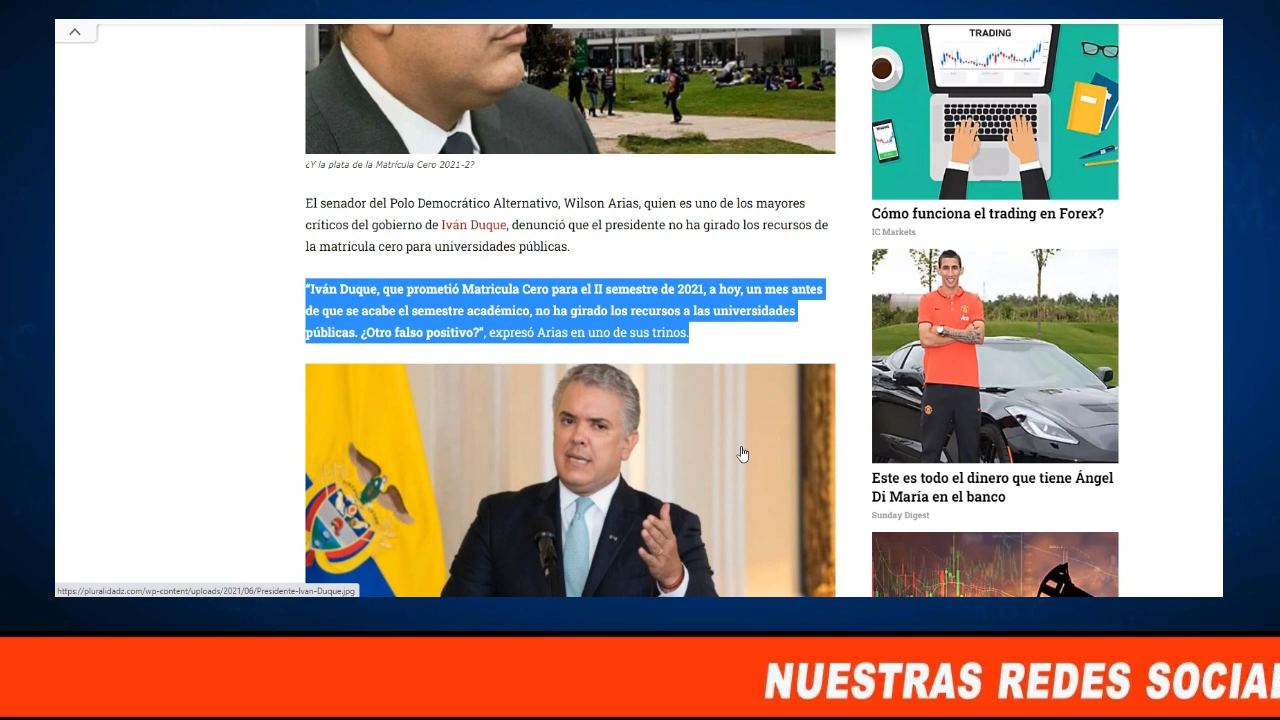 ¿Y la plata de la Matrícula Cero 2021-2?
El senador del Polo Democrático Alternativo, Wilson Arias, quien es uno de los mayores
críticos del gobierno de Iván Duque, denunció que el presidente no ha girado los recursos de
la matrícula cero para universidades públicas.
“Iván Duque, que prometió Matricula Cero para el II semestre de 2021, a hoy, un mes antes
de que se acabe el semestre académico, no ha girado los recursos a las universidades
públicas. ¿Otro falso positivo?”, expresó Arias en uno de sus trinos.
TRADING
Cómo funciona el trading en Forex?
IC Markets
Este es todo el dinero que tiene Ángel
Di María en el banco
Sunday Digest
https://pluralidadz.com/wp-content/uploads/2021/06/Presidente-Ivan-Duque.jpg
NUESTRAS REDES SOCIAL